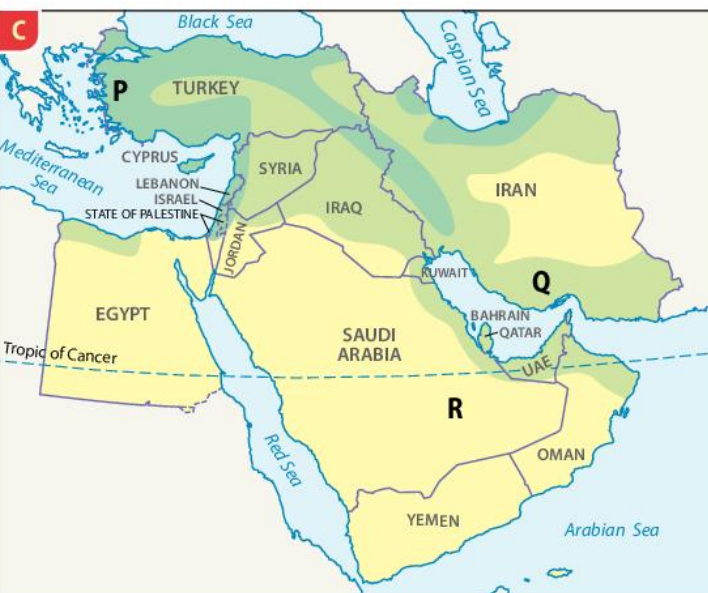 C
Black Sea
Caspian Sea
P
TURKEY
Mediterranean
Sea
CYPRUS
SYRIA
LEBANON
ISRAEL
STATE OF PALESTINE
IRAQ
IRAN
JORDAN
KUWAIT
Q
EGYPT
BAHRAIN
QATAR
SAUDI
ARABIA
Tropic of Cancer
UAE
R
Red Sea
OMAN
YEMEN
Arabian Sea